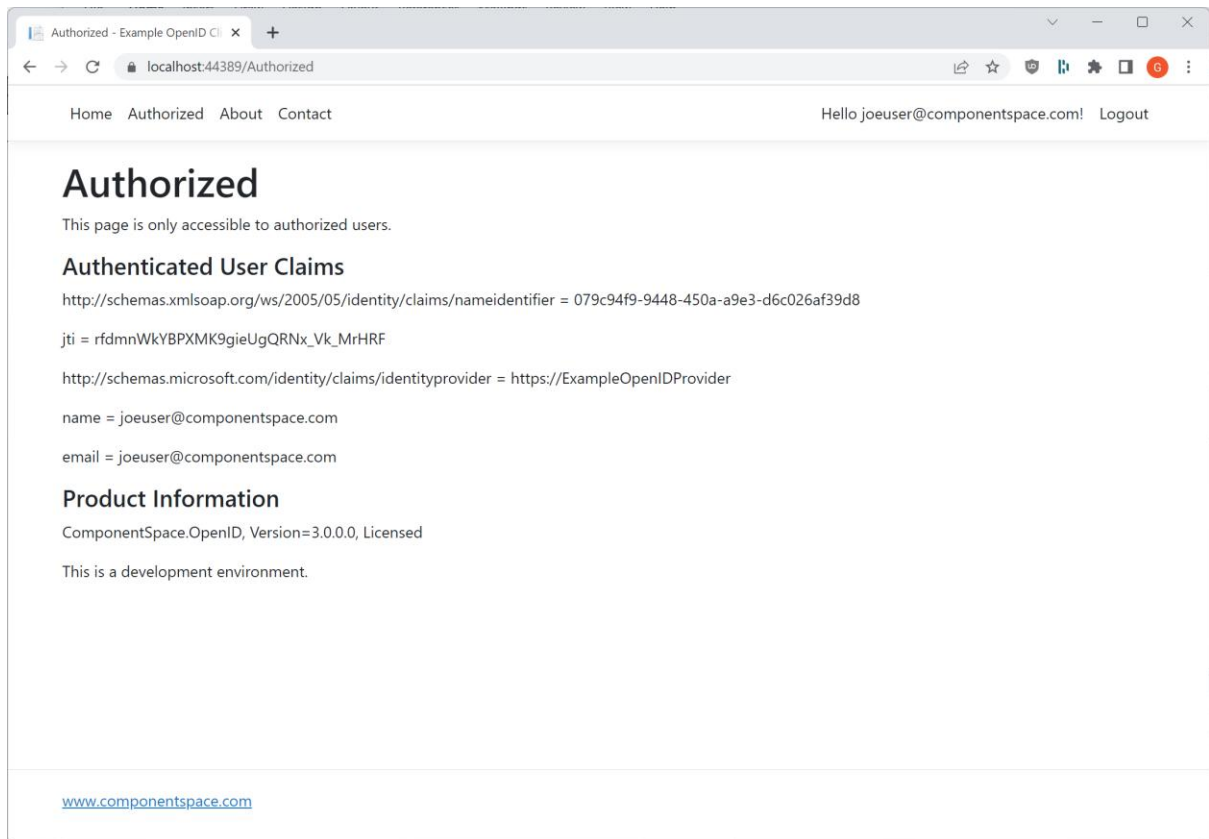 Authorized - Example OpenID Cl
localhost:44389/Authorized
G
Home Authorized About Contact Hello joeuser@componentspace.com! Logout
Authorized
This page is only accessible to authorized users.
Authenticated User Claims
http://schemas.xmlsoap.org/ws/2005/05/identity/claims/nameidentifier = 079c94f9-9448-450a-a9e3-d6c026af39d8
jti = rfdmnWkYBPXMK9gieUgQRNx_Vk_MrHRF
http://schemas.microsoft.com/identity/claims/identityprovider = https://ExampleOpenIDProvider
name = joeuser@componentspace.com
email = joeuser@componentspace.com
Product Information
ComponentSpace.OpenID, Version=3.0.0.0, Licensed
This is a development environment.
www.componentspace.com